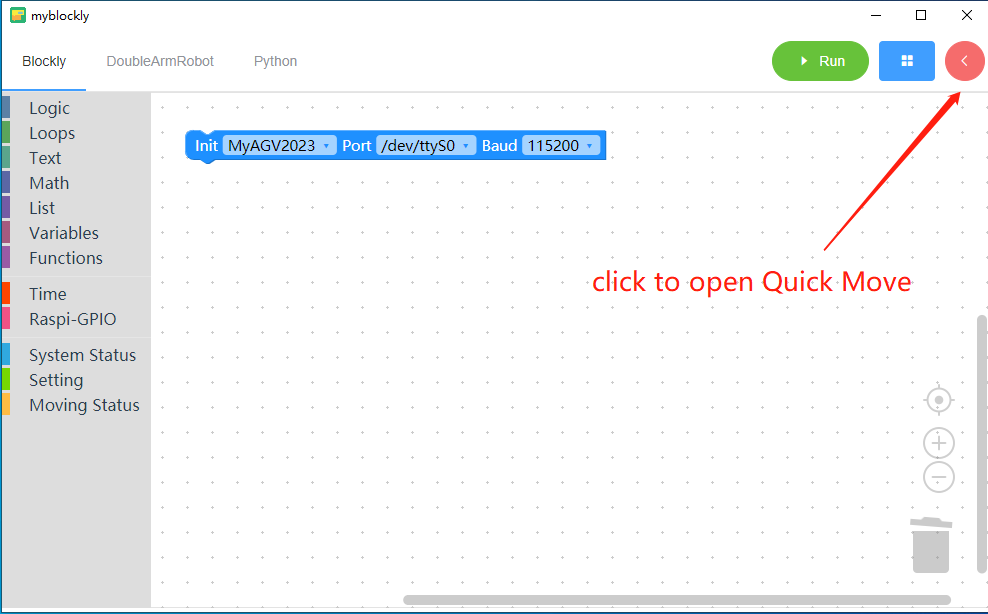 myblockly
Blockly DoubleArmRobot Python Run
Logic
Loops
Text
Math
List
Variables
Functions
Time
Raspi-GPIO
System Status
Setting
Moving Status
Init MyAGV2023 Port /dev/ttyS0 Baud 115200
click to open Quick Move